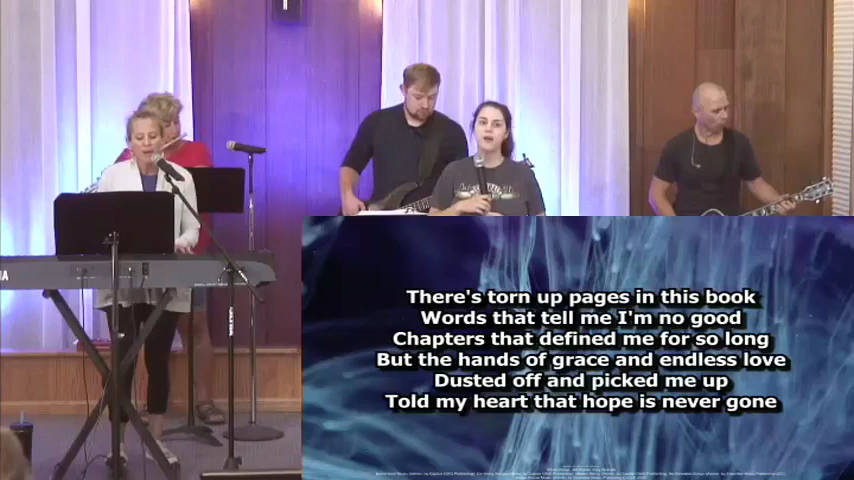 There's torn up pages in this book
Words that tell me I'm no good
Chapters that defined me for so long
But the hands of grace and endless love
Dusted off and picked me up
Told my heart that hope is never gone